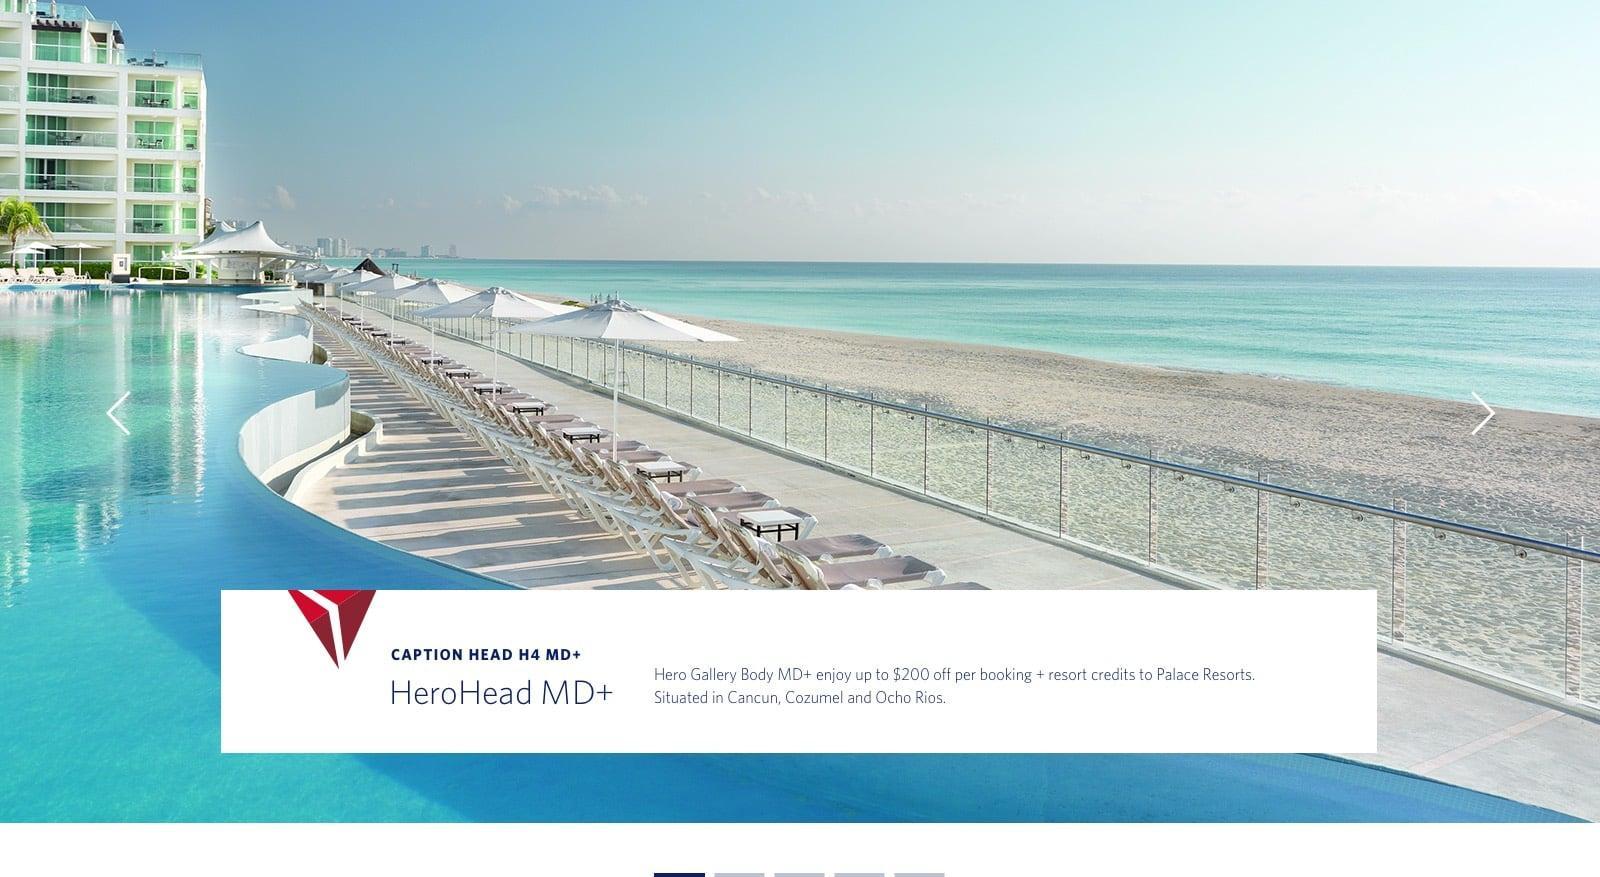 CAPTION HEAD H4 MD+
HeroHead MD+
Hero Gallery Body MD+ enjoy up to $200 off per booking + resort credits to Palace Resorts.
Situated in Cancun, Cozumel and Ocho Rios.